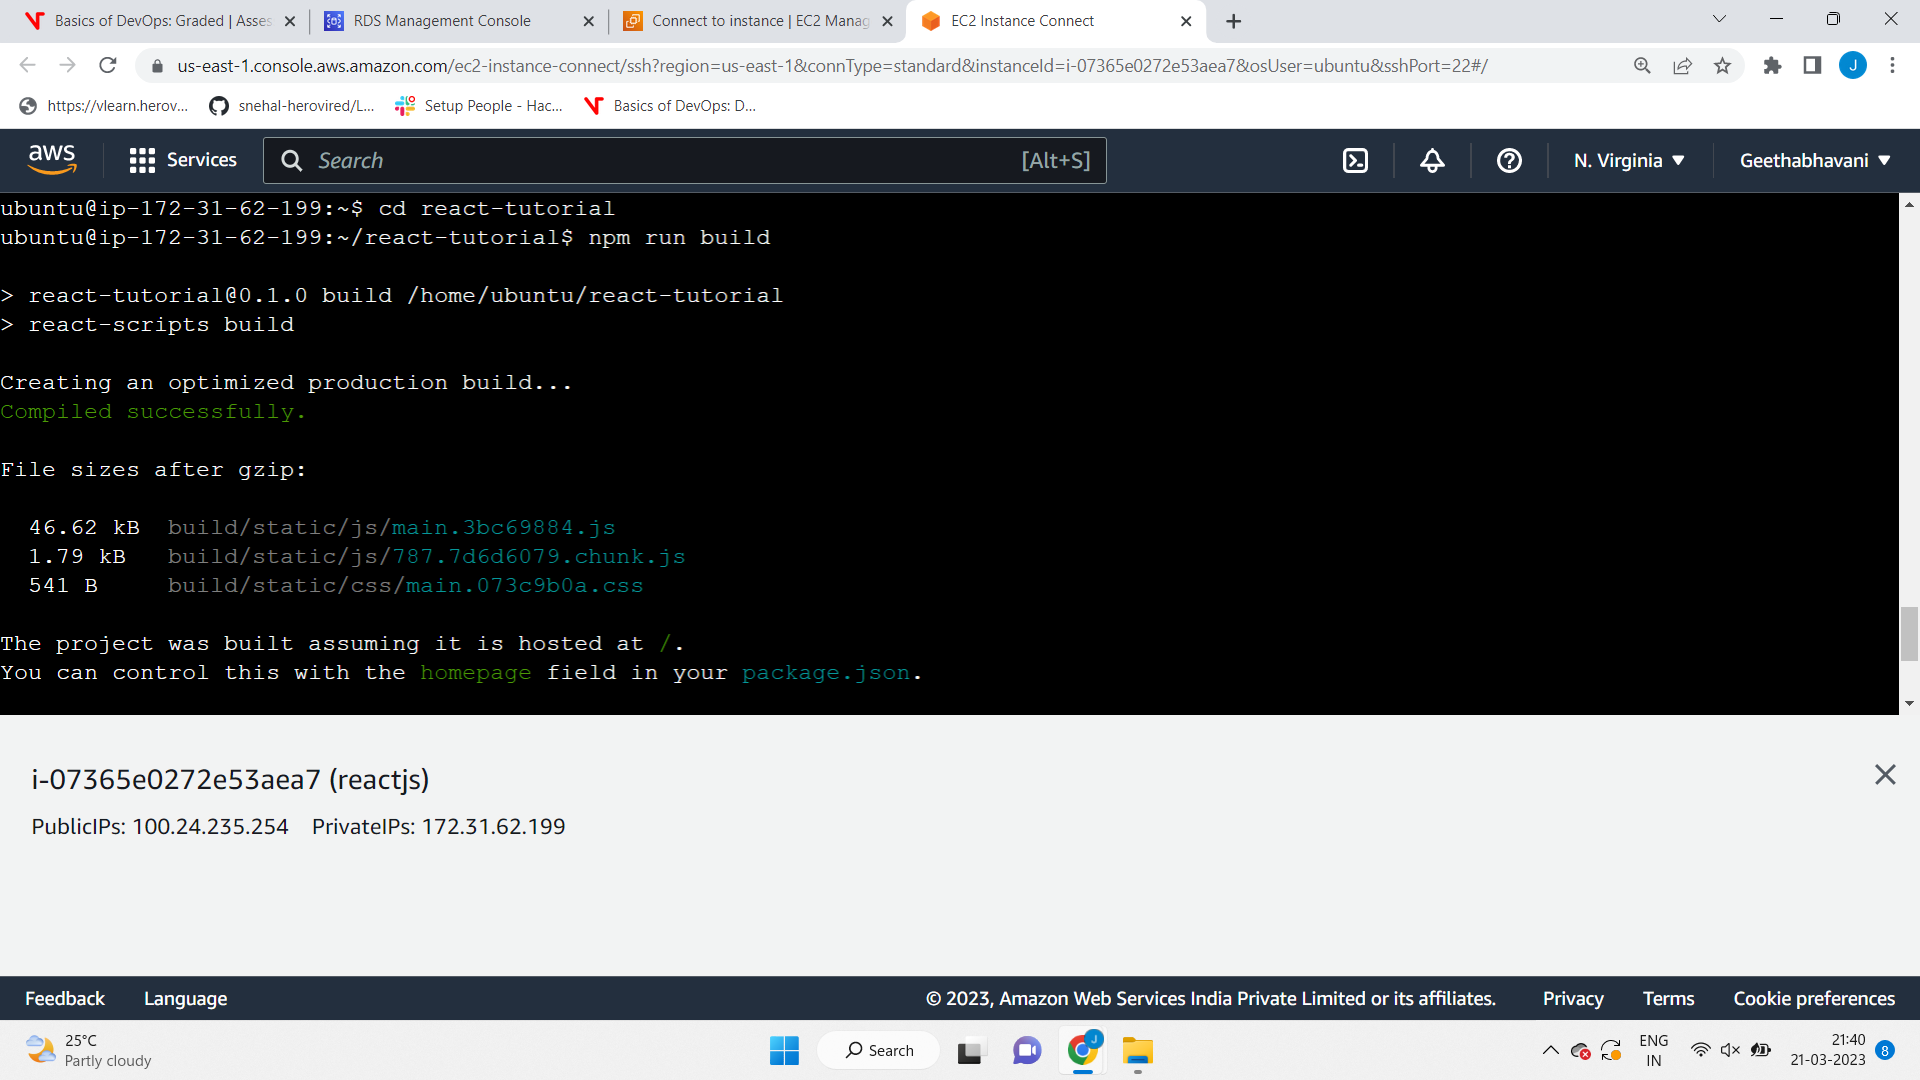 Basics of DevOps: Graded | Asses
RDS Management Console
Connect to instance | EC2 Manag
EC2 Instance Connect
us-east-1.console.aws.amazon.com/ec2-instance-connect/ssh?region=us-east-1&connType=standard&instanceId=i-07365e0272e53aea7&osUser=ubuntu&sshPort=22#/
J
https://vlearn.herov...
snehal-herovired/L...
Setup People - Hac...
Basics of DevOps: D...
aws
Services
Search
[Alt+S]
N. Virginia
Geethabhavani
ubuntu@ip-172-31-62-199:~$ cd react-tutorial
ubuntu@ip-172-31-62-199:~/react-tutorial$ npm run build
> react-tutorial@0.1.0 build /home/ubuntu/react-tutorial
> react-scripts build
Creating an optimized production build...
Compiled successfully.
File sizes after gzip:
46.62 kB  build/static/js/main.3bc69884.js
1.79 kB   build/static/js/787.7d6d6079.chunk.js
541 B     build/static/css/main.073c9b0a.css
The project was built assuming it is hosted at /.
You can control this with the homepage field in your package.json.
i-07365e0272e53aea7 (reactjs)
PublicIPs: 100.24.235.254    PrivateIPs: 172.31.62.199
Feedback
Language
© 2023, Amazon Web Services India Private Limited or its affiliates.
Privacy
Terms
Cookie preferences
25°C
Partly cloudy
Search
J
ENG
IN
21:40
21-03-2023
8